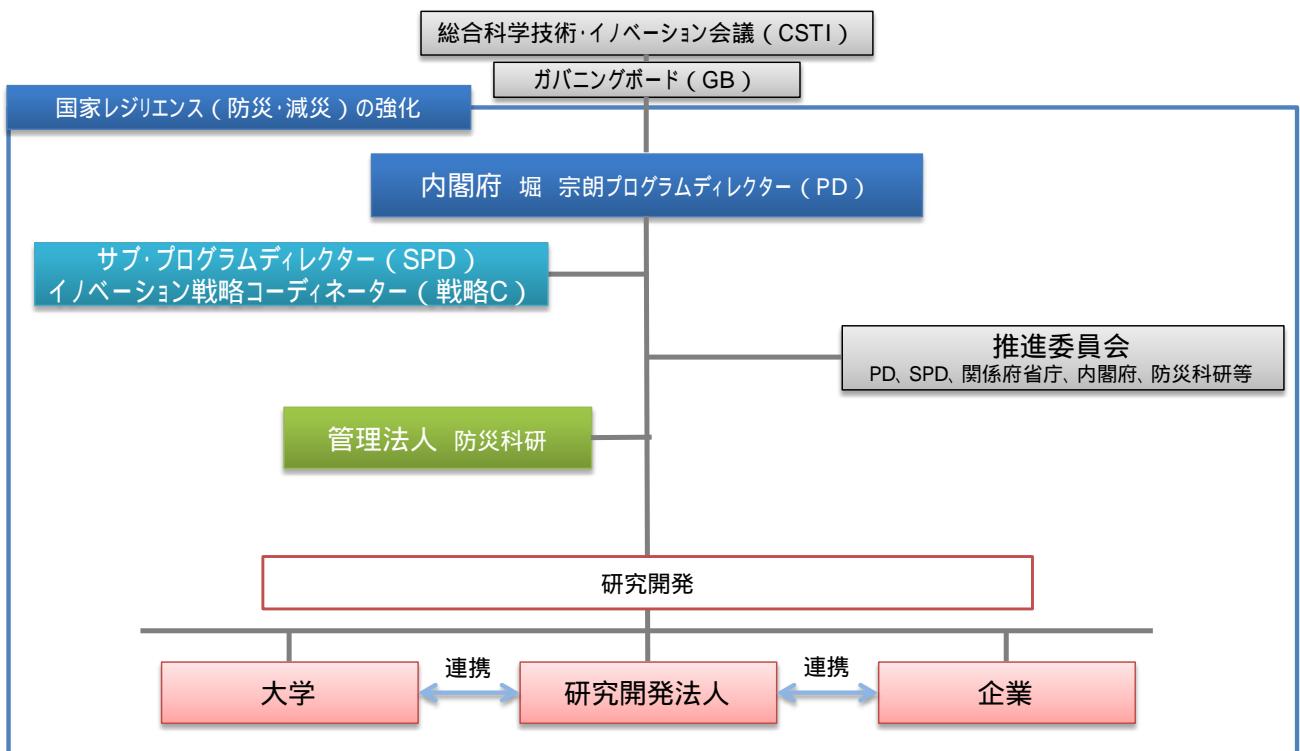 総合科学技術・イノベーション会議（CSTI）
ガバニングボード（GB）
国家レジリエンス（防災・減災）の強化
内閣府 堀 宗朗プログラムディレクター（PD）
サブ・プログラムディレクター（SPD）
イノベーション戦略コーディネーター（戦略C）
推進委員会
PD、SPD、関係府省庁、内閣府、防災科研等
管理法人 防災科研
研究開発
大学
連携
研究開発法人
連携
企業